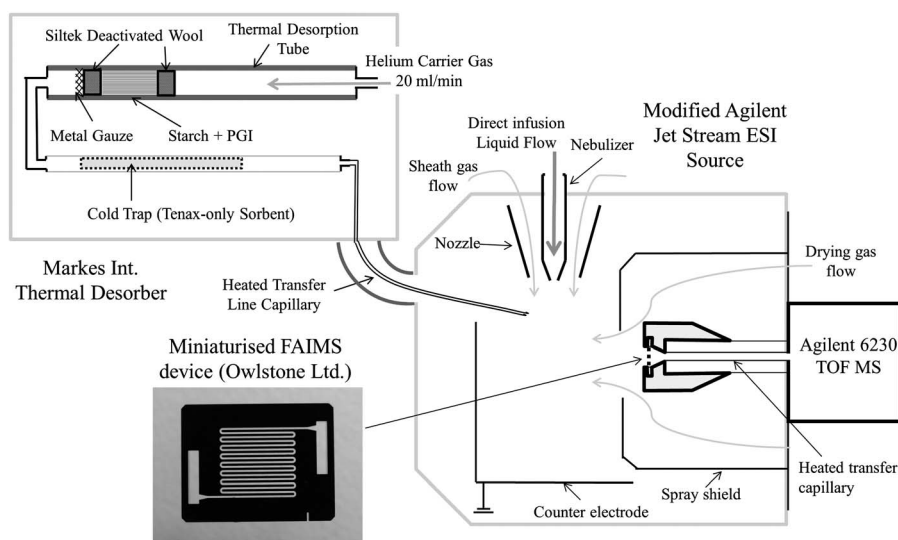 Siltek Deactivated Wool
Thermal Desorption
Tube
Helium Carrier Gas
20 ml/min
Metal Gauze
Starch + PGI
Cold Trap (Tenax-only Sorbent)
Markes Int.
Thermal Desorber
Heated Transfer
Line Capillary
Direct infusion
Liquid Flow
Nebulizer
Sheath gas
flow
Nozzle
Modified Agilent
Jet Stream ESI
Source
Drying gas
flow
Agilent 6230
TOF MS
Miniaturised FAIMS
device (Owlstone Ltd.)
Counter electrode
Spray shield
Heated transfer
capillary